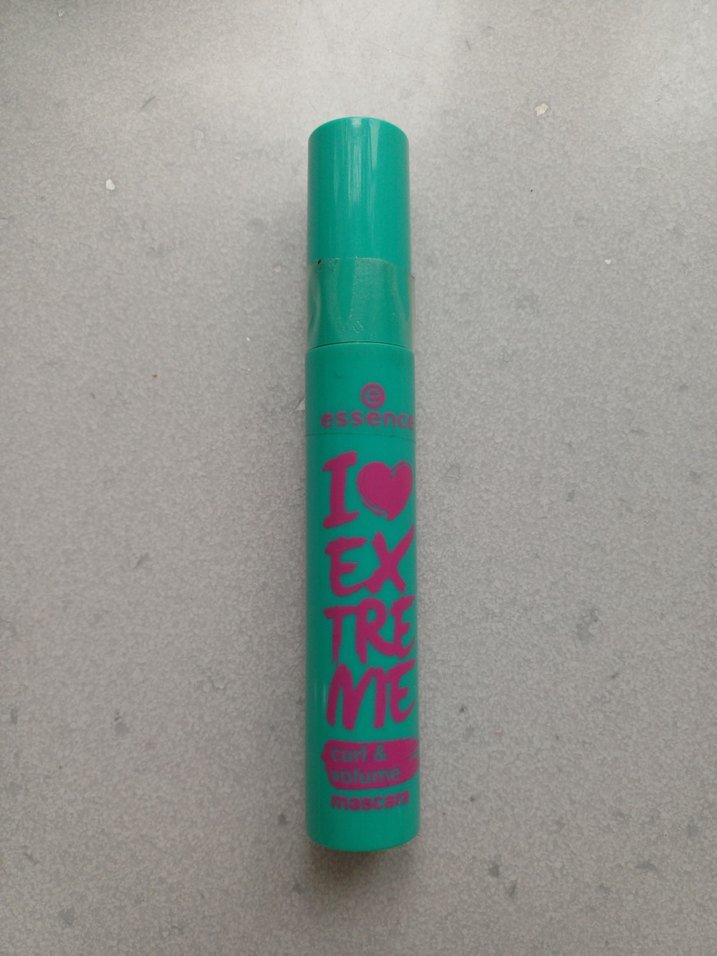 e
essence
I ♥
EX
TRE
ME
curl &
volume
mascara